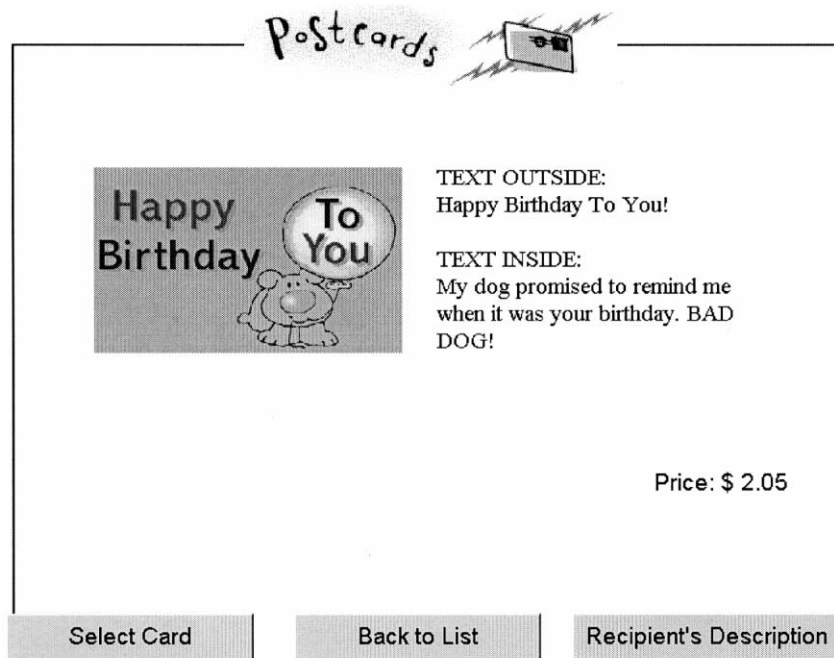 Postcards
Happy
Birthday
To
You
TEXT OUTSIDE:
Happy Birthday To You!
TEXT INSIDE:
My dog promised to remind me
when it was your birthday. BAD
DOG!
Price: $ 2.05
Select Card
Back to List
Recipient's Description